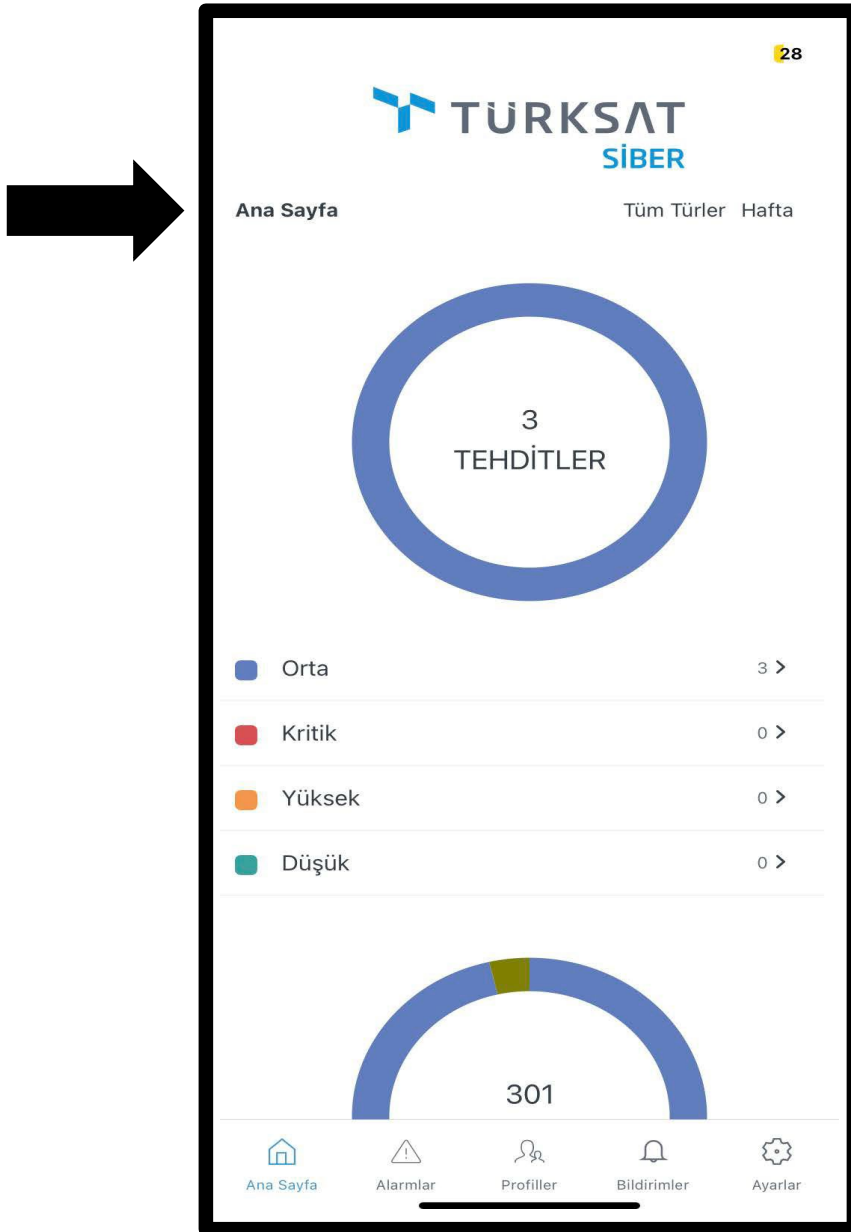 28
TÜRKSAT
SİBER
Ana Sayfa Tüm Türler Hafta
3
TEHDİTLER
Orta 3
Kritik 0
Yüksek 0
Düşük 0
301
Ana Sayfa Alarmlar Profiller Bildirimler Ayarlar